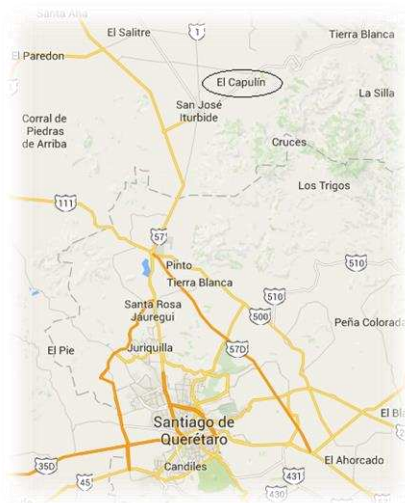 Santa Ana
El Salitre
1
Tierra Blanca
El Paredon
El Capulín
La Silla
San José
Iturbide
Corral de
Piedras
de Arriba
Cruces
Los Trigos
111
57
Pinto
510
Tierra Blanca
510
Santa Rosa
Jauregui
500
Peña Colorada
57D
El Pie
Juriquilla
Santiago de
Querétaro
El Bla
35D
Candiles
El Ahorcado
45
431
430